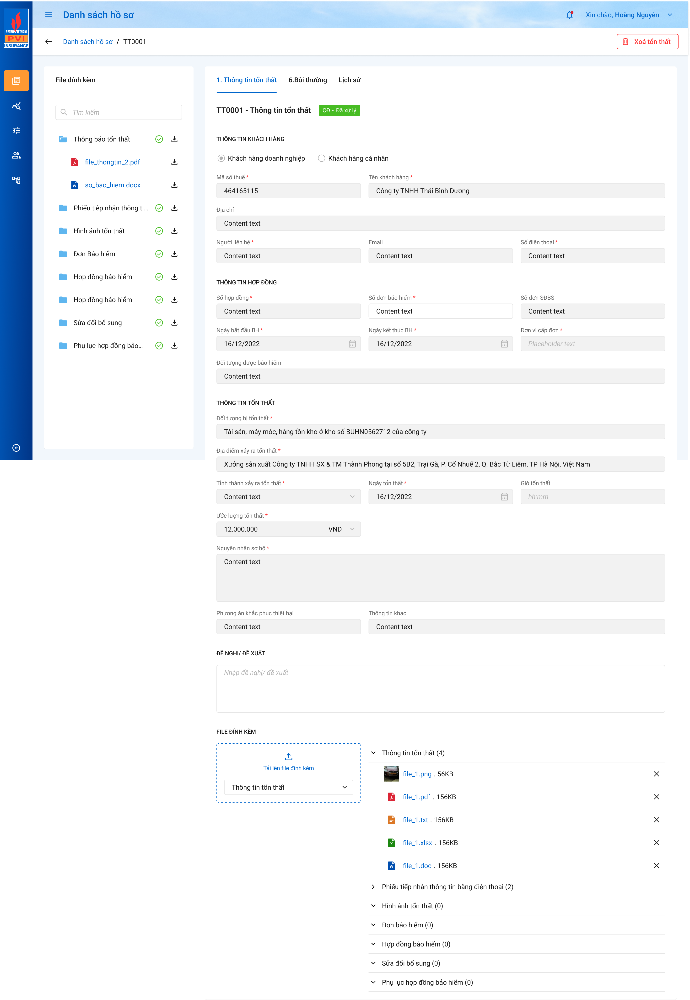 PETROVIETNAM
PVI
INSURANCE
Danh sách hồ sơ
Xin chào, Hoàng Nguyễn
Danh sách hồ sơ / TT0001
Xoá tổn thất
File đính kèm
Tìm kiếm
Thông báo tổn thất
file_thongtin_2.pdf
so_bao_hiem.docx
Phiếu tiếp nhận thông ti...
Hình ảnh tổn thất
Đơn Bảo hiểm
Hợp đồng bảo hiểm
Hợp đồng bảo hiểm
Sửa đổi bổ sung
Phụ lục hợp đồng bảo...
1. Thông tin tổn thất 6.Bồi thường Lịch sử
TT0001 - Thông tin tổn thất CĐ - Đã xử lý
THÔNG TIN KHÁCH HÀNG
Khách hàng doanh nghiệp Khách hàng cá nhân
Mã số thuế * Tên khách hàng *
464165115 Công ty TNHH Thái Bình Dương
Địa chỉ
Content text
Người liên hệ * Email Số điện thoại *
Content text Content text Content text
THÔNG TIN HỢP ĐỒNG
Số hợp đồng * Số đơn bảo hiểm * Số đơn SĐBS
Content text Content text Content text
Ngày bắt đầu BH * Ngày kết thúc BH * Đơn vị cấp đơn *
16/12/2022 16/12/2022 Placeholder text
Đối tượng được bảo hiểm
Content text
THÔNG TIN TỔN THẤT
Đối tượng bị tổn thất *
Tài sản, máy móc, hàng tồn kho ở kho số BUHN0562712 của công ty
Địa điểm xảy ra tổn thất *
Xưởng sản xuất Công ty TNHH SX & TM Thành Phong tại số 5B2, Trại Gà, P. Cổ Nhuế 2, Q. Bắc Từ Liêm, TP Hà Nội, Việt Nam
Tỉnh thành xảy ra tổn thất * Ngày tổn thất * Giờ tổn thất
Content text 16/12/2022 hh:mm
Ước lượng tổn thất *
12.000.000 VND
Nguyên nhân sơ bộ *
Content text
Phương án khắc phục thiệt hại Thông tin khác
Content text Content text
ĐỀ NGHỊ/ ĐỀ XUẤT
Nhập đề nghị/ đề xuất
FILE ĐÍNH KÈM
Tải lên file đính kèm
Thông tin tổn thất
Thông tin tổn thất (4)
file_1.png . 56KB
file_1.pdf . 156KB
file_1.txt . 156KB
file_1.xlsx . 156KB
file_1.doc . 156KB
Phiếu tiếp nhận thông tin bằng điện thoại (2)
Hình ảnh tổn thất (0)
Đơn bảo hiểm (0)
Hợp đồng bảo hiểm (0)
Sửa đổi bổ sung (0)
Phụ lục hợp đồng bảo hiểm (0)